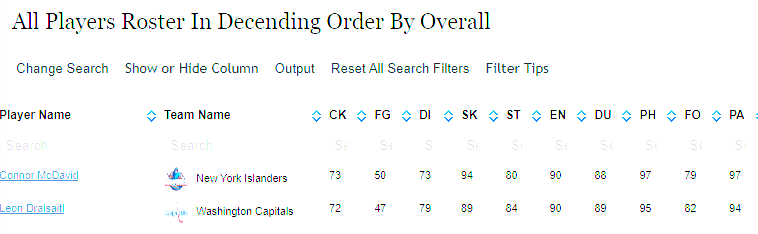 All Players Roster In Decending Order By Overall
Change Search Show or Hide Column Output Reset All Search Filters Filter Tips
Player Name Team Name CK FG DI SK ST EN DU PH FO PA
Search Search Se Se Se Se Se Se Se Se Se Se
Connor McDavid New York Islanders 73 50 73 94 80 90 88 97 79 97
Leon Draisaitl Washington Capitals 72 47 79 89 84 90 89 95 82 94